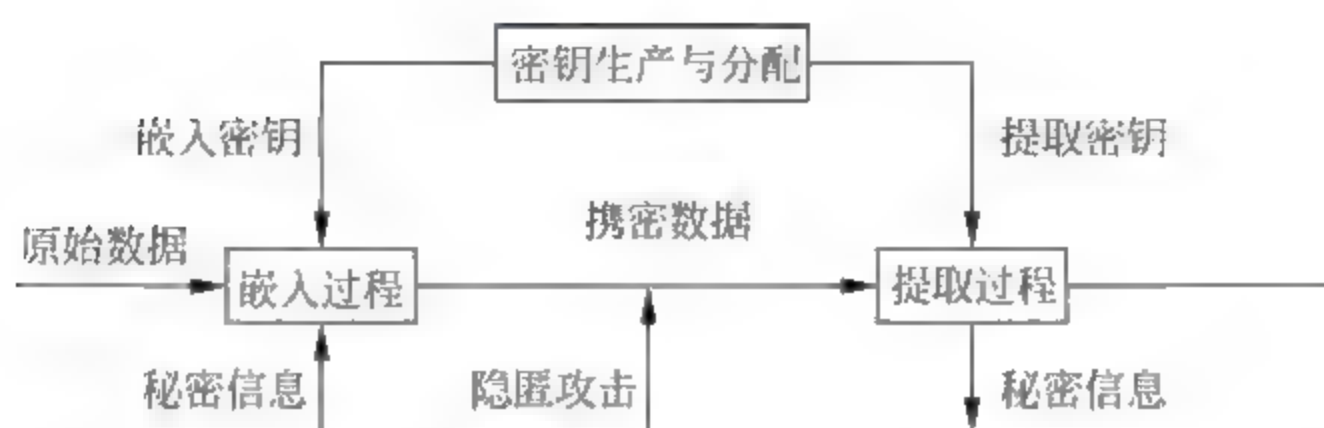 密钥生产与分配
嵌入密钥
提取密钥
携密数据
原始数据
嵌入过程
提取过程
秘密信息
隐匿攻击
秘密信息